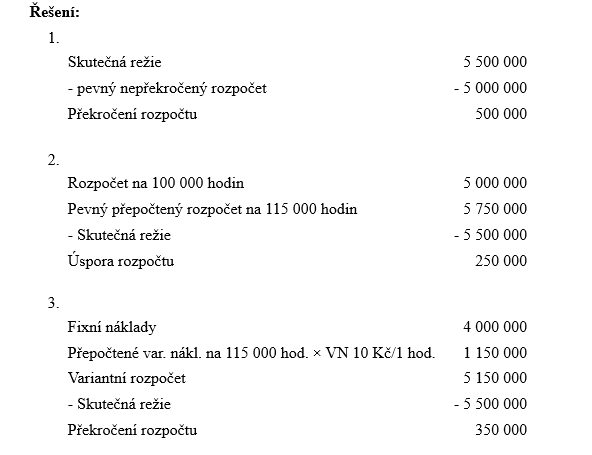 Řešení:
1.
Skutečná režie 5 500 000
- pevný nepřekročený rozpočet - 5 000 000
Překročení rozpočtu 500 000
2.
Rozpočet na 100 000 hodin 5 000 000
Pevný přepočtený rozpočet na 115 000 hodin 5 750 000
- Skutečná režie - 5 500 000
Úspora rozpočtu 250 000
3.
Fixní náklady 4 000 000
Přepočtené var. nákl. na 115 000 hod. × VN 10 Kč/1 hod. 1 150 000
Variantní rozpočet 5 150 000
- Skutečná režie - 5 500 000
Překročení rozpočtu 350 000